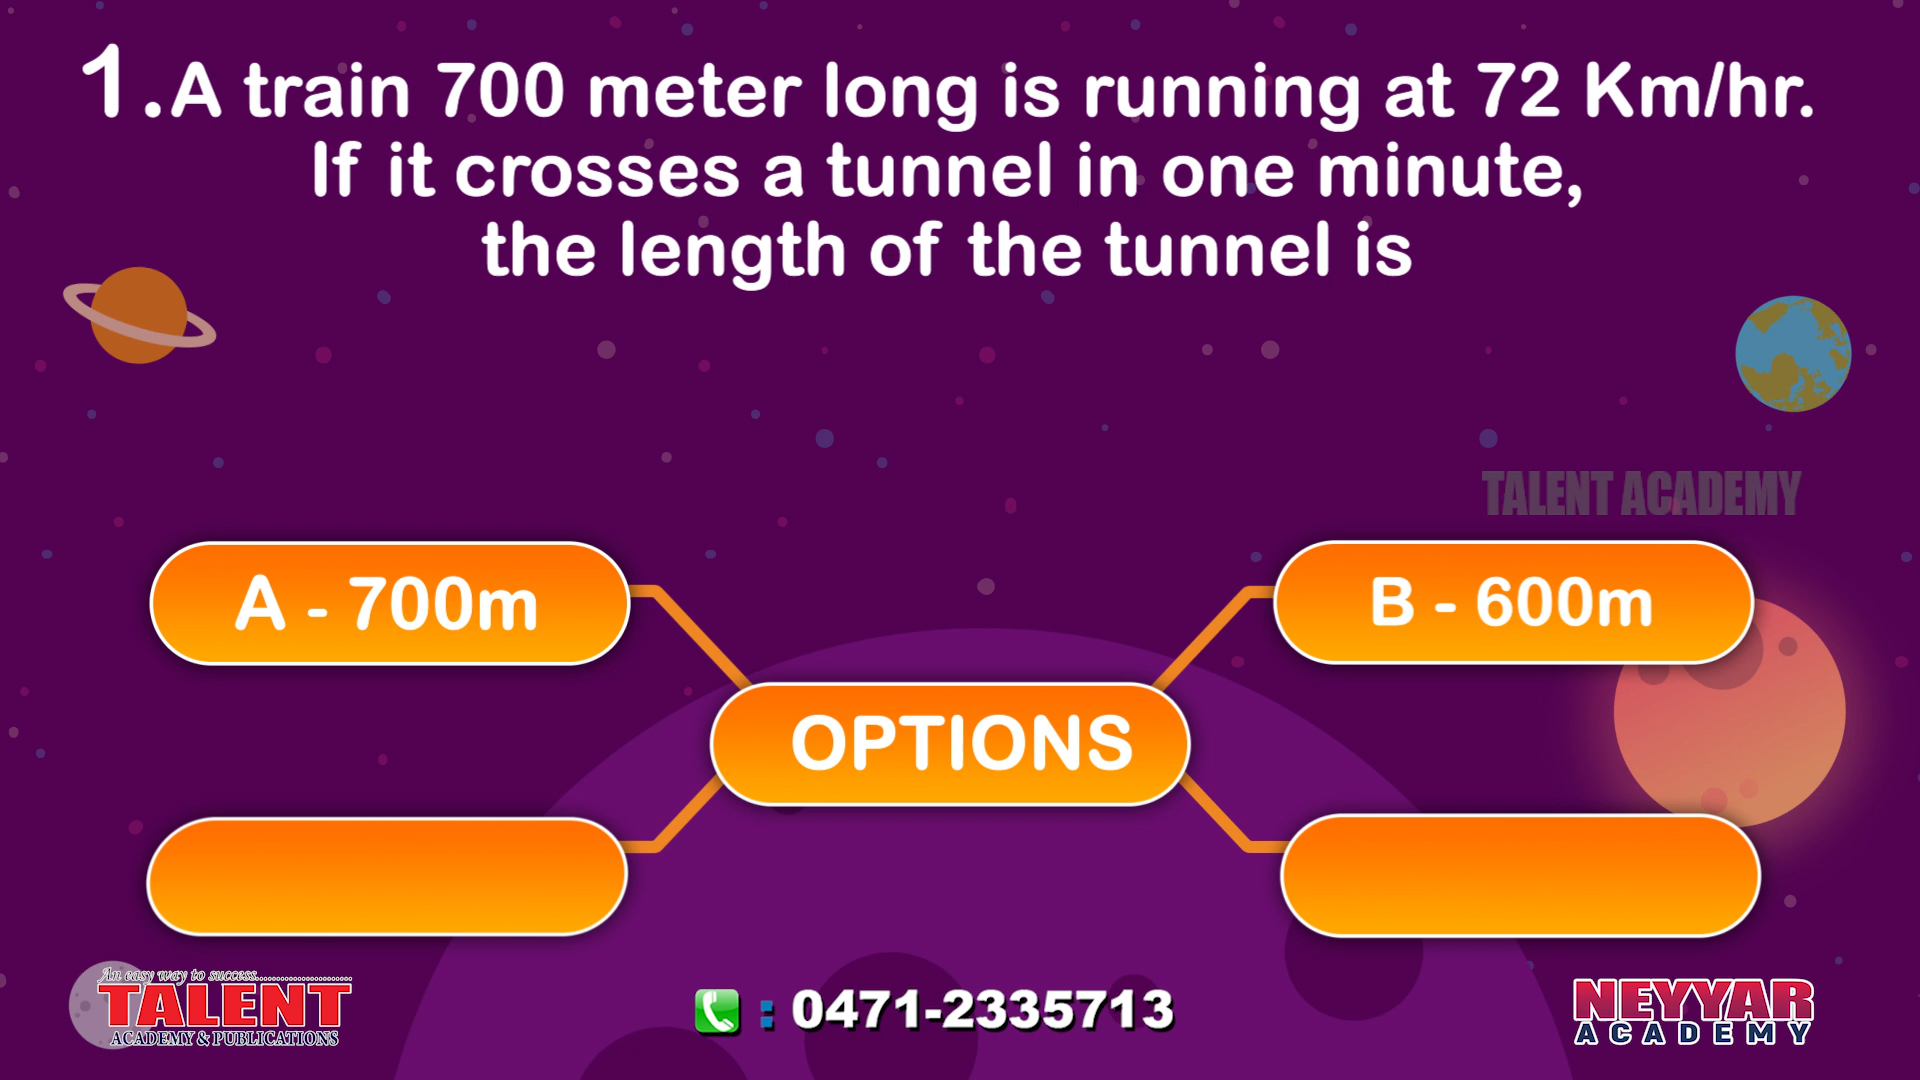 1.A train 700 meter long is running at 72 Km/hr.
If it crosses a tunnel in one minute,
the length of the tunnel is
TALENT ACADEMY
A - 700m
B - 600m
OPTIONS
An easy way to success......................
TALENT
ACADEMY & PUBLICATIONS
: 0471-2335713
NEYYAR
ACADEMY